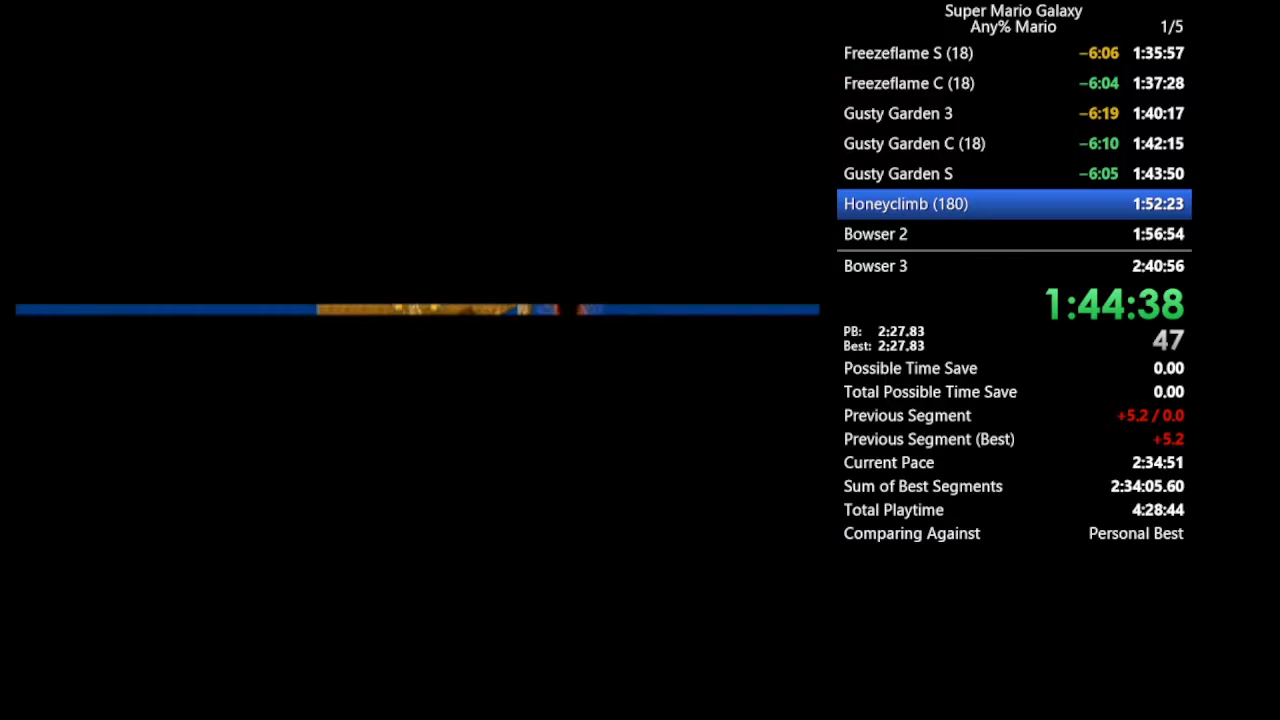 Super Mario Galaxy
Any% Mario 1/5
Freezeflame S (18) −6:06 1:35:57
Freezeflame C (18) −6:04 1:37:28
Gusty Garden 3 −6:19 1:40:17
Gusty Garden C (18) −6:10 1:42:15
Gusty Garden S −6:05 1:43:50
Honeyclimb (180) 1:52:23
Bowser 2 1:56:54
Bowser 3 2:40:56
1:44:38
PB: 2:27.83
Best: 2:27.83
47
Possible Time Save 0.00
Total Possible Time Save 0.00
Previous Segment +5.2 / 0.0
Previous Segment (Best) +5.2
Current Pace 2:34:51
Sum of Best Segments 2:34:05.60
Total Playtime 4:28:44
Comparing Against Personal Best